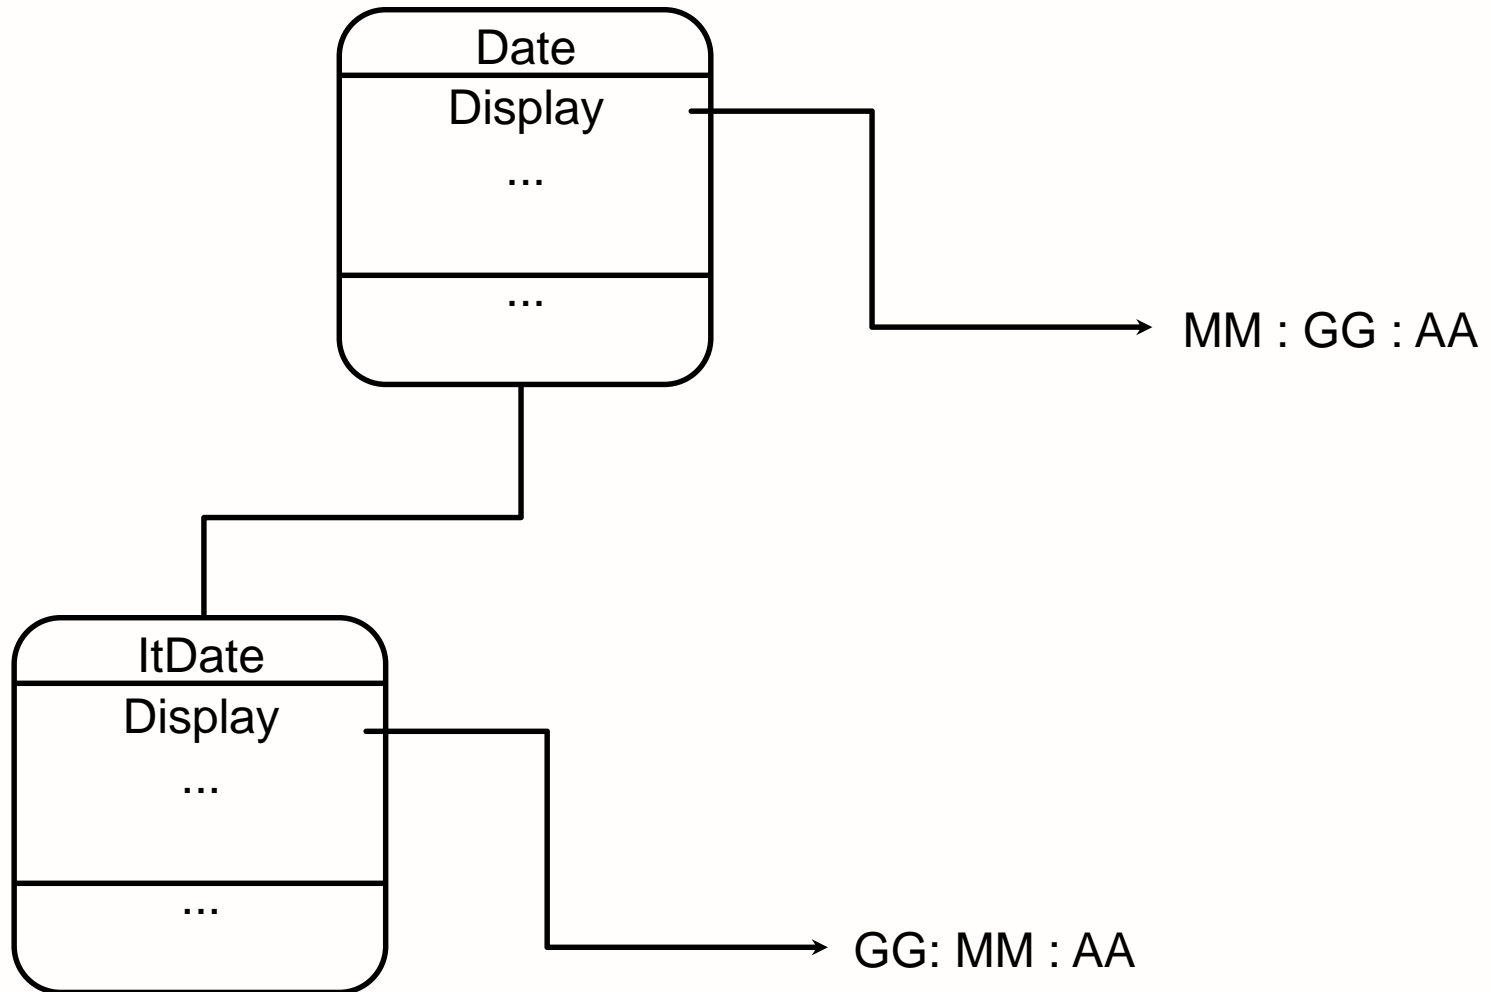 Date
Display
...
...
MM : GG : AA
ItDate
Display
...
...
GG: MM : AA